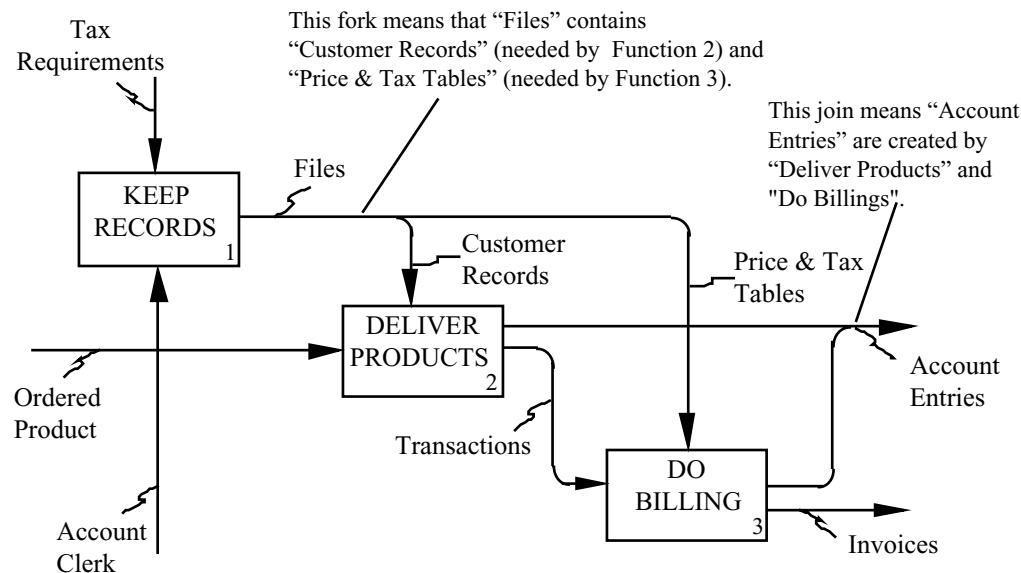 Tax
Requirements
This fork means that “Files” contains
“Customer Records” (needed by Function 2) and
“Price & Tax Tables” (needed by Function 3).
This join means “Account
Entries” are created by
“Deliver Products” and
"Do Billings".
Files
KEEP
RECORDS
1
Customer
Records
Price & Tax
Tables
DELIVER
PRODUCTS
2
Ordered
Product
Account
Entries
Transactions
DO
BILLING
3
Account
Clerk
Invoices